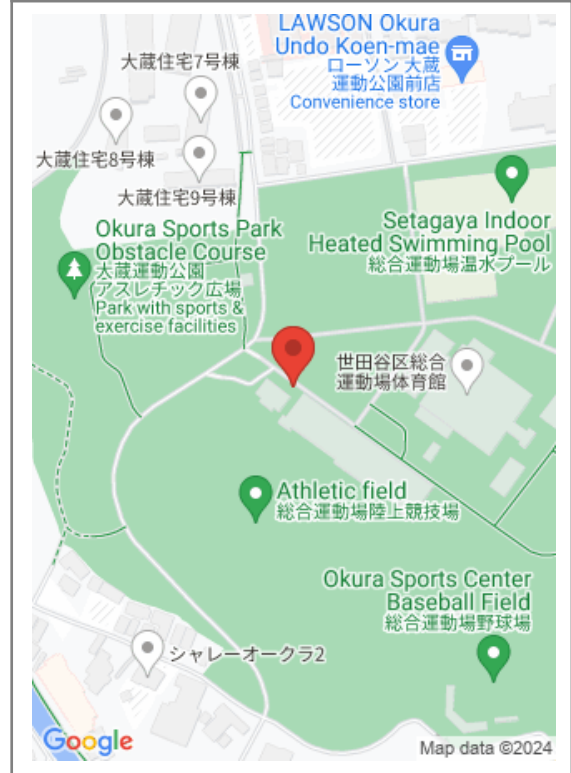 LAWSON Okura
Undo Koen-mae
ローソン 大蔵
運動公園前店
Convenience store
大蔵住宅7号棟
大蔵住宅8号棟
大蔵住宅9号棟
Okura Sports Park
Obstacle Course
大蔵運動公園
アスレチック広場
Park with sports &
exercise facilities
Setagaya Indoor
Heated Swimming Pool
総合運動場温水プール
世田谷区総合
運動場体育館
Athletic field
総合運動場陸上競技場
Okura Sports Center
Baseball Field
総合運動場野球場
シャレーオークラ2
Google
Map data ©2024